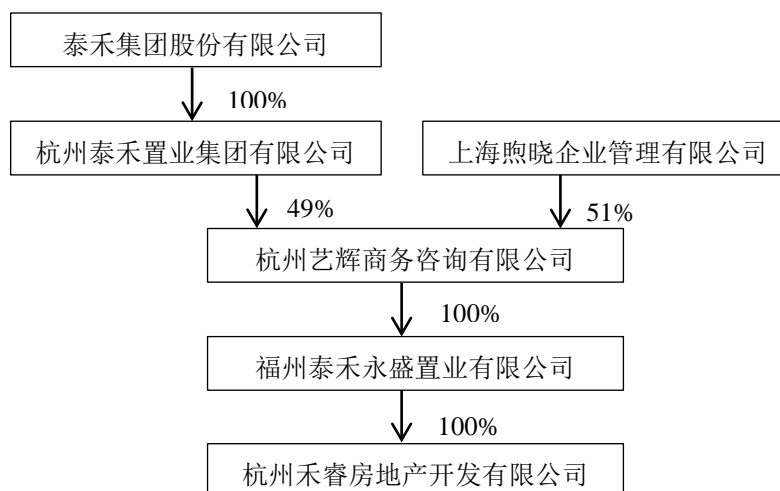 泰禾集团股份有限公司
100%
杭州泰禾置业集团有限公司
上海煦晓企业管理有限公司
49%
51%
杭州艺辉商务咨询有限公司
100%
福州泰禾永盛置业有限公司
100%
杭州禾睿房地产开发有限公司